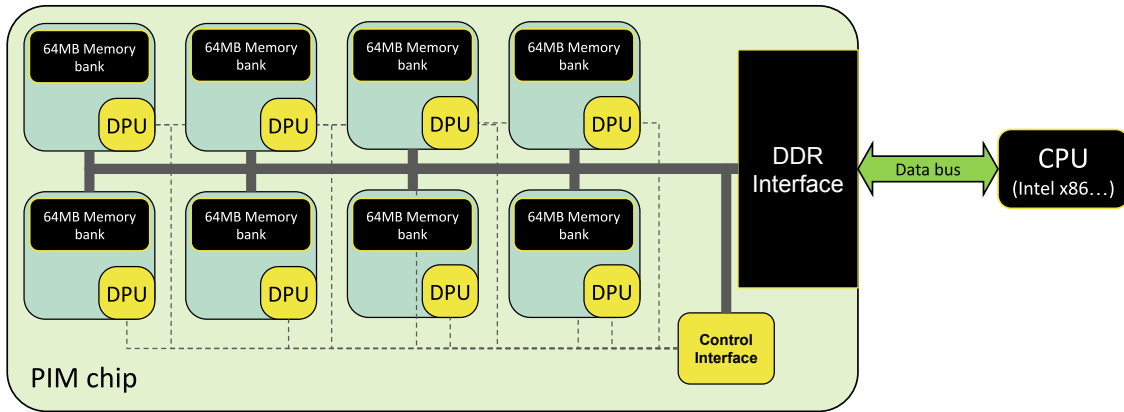 64MB Memory
bank
DPU
64MB Memory
bank
DPU
64MB Memory
bank
DPU
64MB Memory
bank
DPU
64MB Memory
bank
DPU
64MB Memory
bank
DPU
64MB Memory
bank
DPU
64MB Memory
bank
DPU
DDR
Interface
Data bus
CPU
(Intel x86…)
Control
Interface
PIM chip